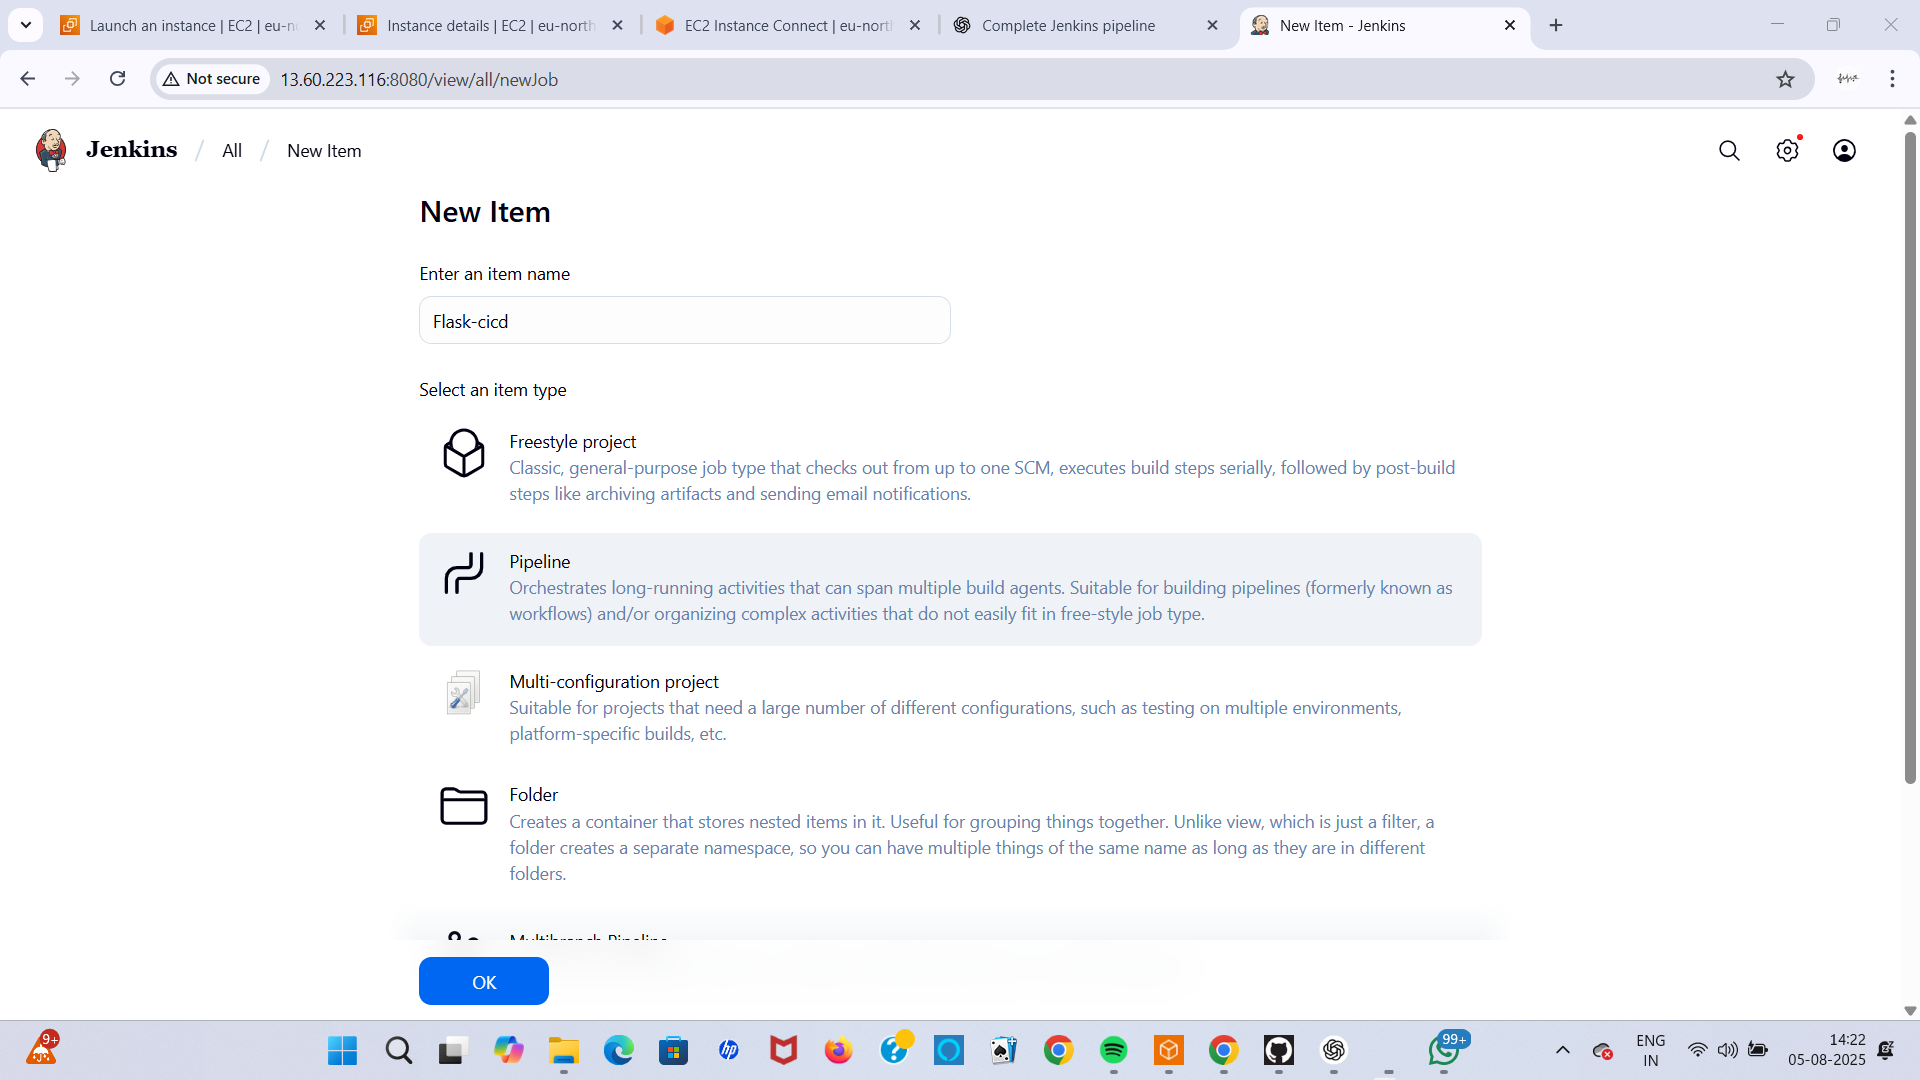 Launch an instance | EC2 | eu-n
Instance details | EC2 | eu-north
EC2 Instance Connect | eu-nort
Complete Jenkins pipeline
New Item - Jenkins
Not secure
13.60.223.116:8080/view/all/newJob
Jenkins / All / New Item
New Item
Enter an item name
Flask-cicd
Select an item type
Freestyle project
Classic, general-purpose job type that checks out from up to one SCM, executes build steps serially, followed by post-build
steps like archiving artifacts and sending email notifications.
Pipeline
Orchestrates long-running activities that can span multiple build agents. Suitable for building pipelines (formerly known as
workflows) and/or organizing complex activities that do not easily fit in free-style job type.
Multi-configuration project
Suitable for projects that need a large number of different configurations, such as testing on multiple environments,
platform-specific builds, etc.
Folder
Creates a container that stores nested items in it. Useful for grouping things together. Unlike view, which is just a filter, a
folder creates a separate namespace, so you can have multiple things of the same name as long as they are in different
folders.
Multibranch Pipeline
OK
9+
hp
99+
ENG
IN
14:22
05-08-2025